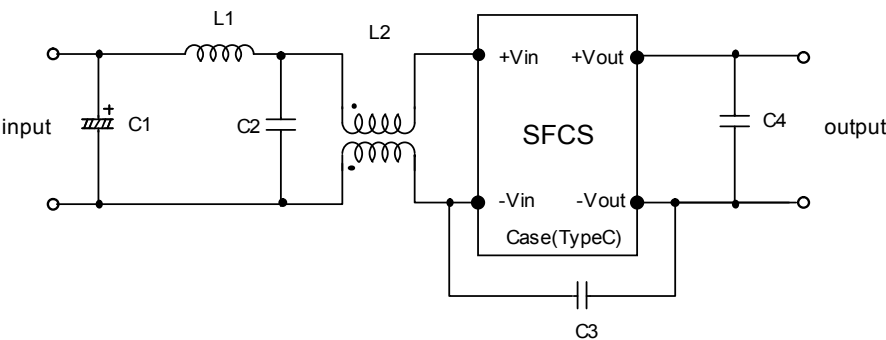 L1
L2
+Vin
+Vout
+
input
C1
C2
SFCS
C4
output
-Vin
-Vout
Case(TypeC)
C3